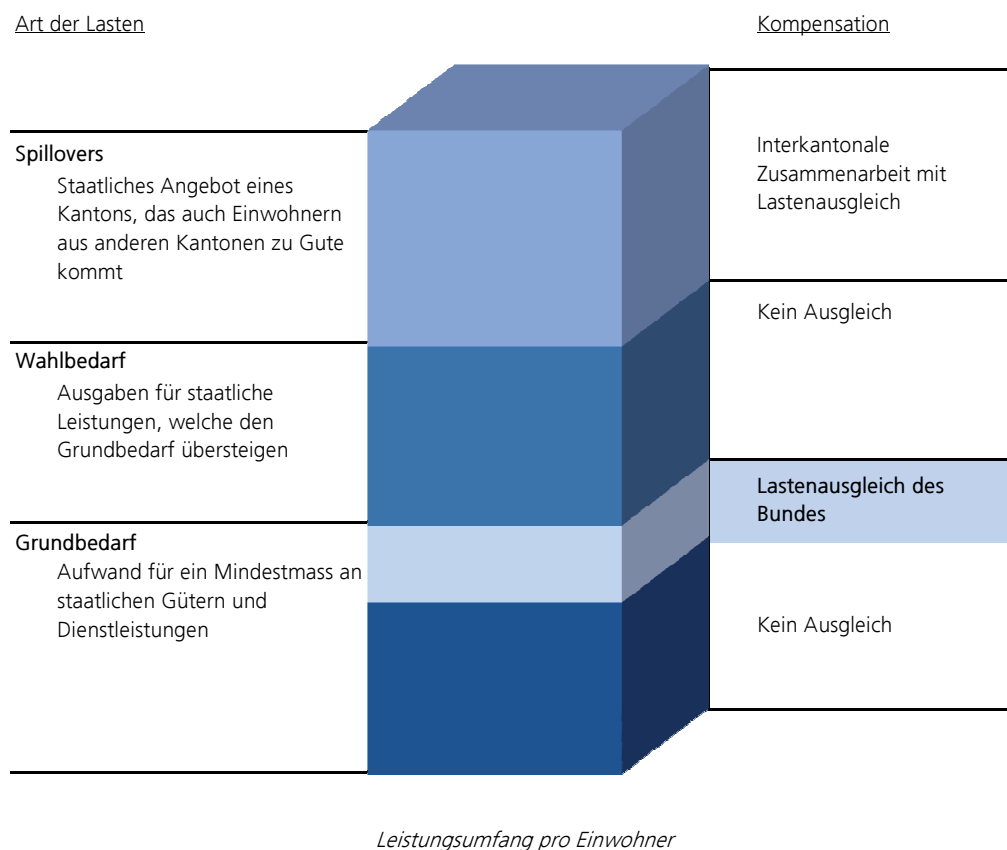 Art der Lasten
Kompensation
Spillovers
Staatliches Angebot eines
Kantons, das auch Einwohnern
aus anderen Kantonen zu Gute
kommt
Interkantonale
Zusammenarbeit mit
Lastenausgleich
Wahlbedarf
Ausgaben für staatliche
Leistungen, welche den
Grundbedarf übersteigen
Kein Ausgleich
Grundbedarf
Aufwand für ein Mindestmass an
staatlichen Gütern und
Dienstleistungen
Lastenausgleich des
Bundes
Kein Ausgleich
Leistungsumfang pro Einwohner